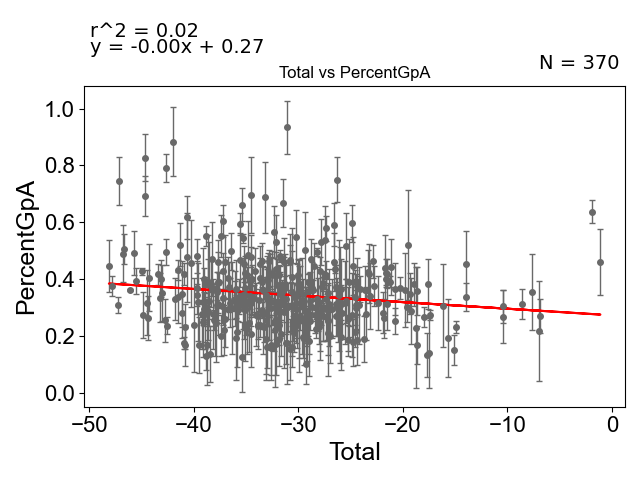 r^2 = 0.02
y = -0.00x + 0.27
N = 370
Total vs PercentGpA
PercentGpA
1.0
0.8
0.6
0.4
0.2
0.0
−50
−40
−30
−20
−10
0
Total